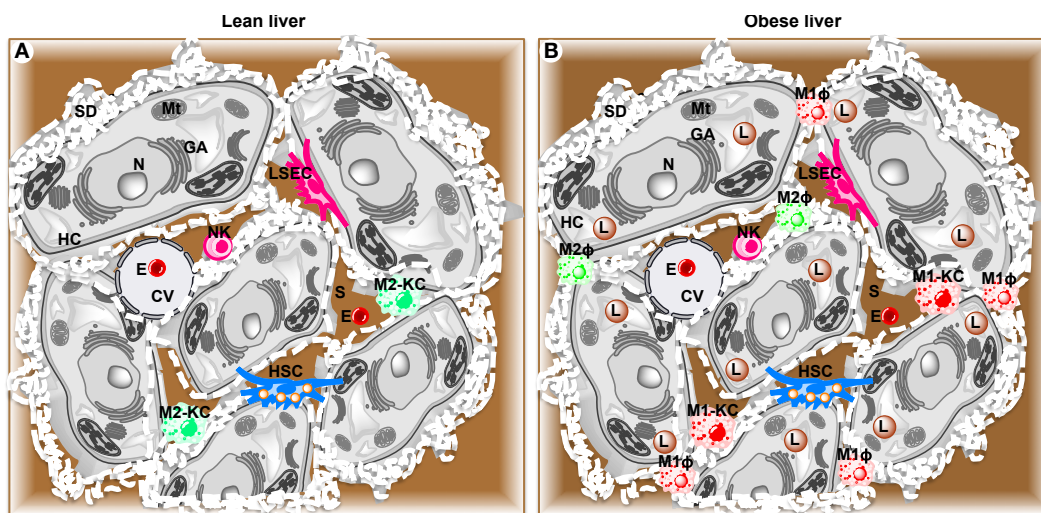 Lean liver
Obese liver
A
SD
Mt
GA
N
LSEC
HC
NK
E
CV
M2-KC
S
E
HSC
M2-KC
B
M1ϕ
L
SD
Mt
L
GA
N
LSEC
M2ϕ
HC
L
NK
L
M2ϕ
E
L
M1-KC
M1ϕ
CV
S
L
E
L
L
HSC
M1-KC
L
L
L
M1ϕ
M1ϕ